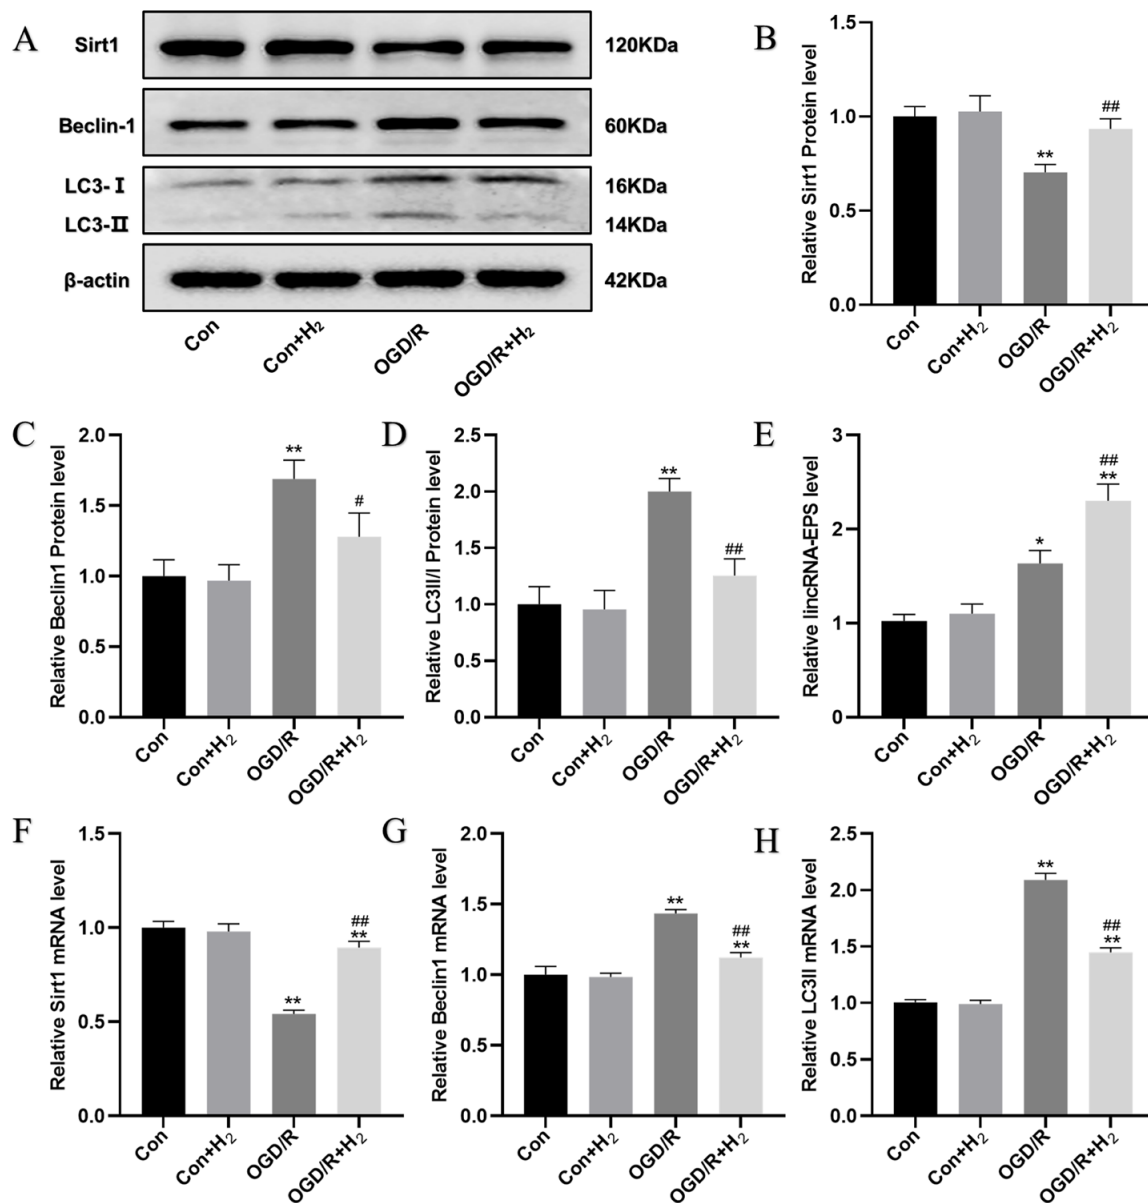 A
Sirt1
120KDa
Beclin-1
60KDa
LC3-Ⅰ
16KDa
LC3-Ⅱ
14KDa
β-actin
42KDa
Con
Con+H₂
OGD/R
OGD/R+H₂
B
Relative Sirt1 Protein level
1.5
1.0
0.5
0.0
**
##
Con
Con+H₂
OGD/R
OGD/R+H₂
C
Relative Beclin1 Protein level
2.0
1.5
1.0
0.5
0.0
**
#
Con
Con+H₂
OGD/R
OGD/R+H₂
D
Relative LC3II/I Protein level
2.5
2.0
1.5
1.0
0.5
0.0
**
##
Con
Con+H₂
OGD/R
OGD/R+H₂
E
Relative lincRNA-EPS level
3
2
1
0
*
##
**
Con
Con+H₂
OGD/R
OGD/R+H₂
F
Relative Sirt1 mRNA level
1.5
1.0
0.5
0.0
**
##
**
Con
Con+H₂
OGD/R
OGD/R+H₂
G
Relative Beclin1 mRNA level
2.0
1.5
1.0
0.5
0.0
**
##
**
Con
Con+H₂
OGD/R
OGD/R+H₂
H
Relative LC3II mRNA level
2.5
2.0
1.5
1.0
0.5
0.0
**
##
**
Con
Con+H₂
OGD/R
OGD/R+H₂